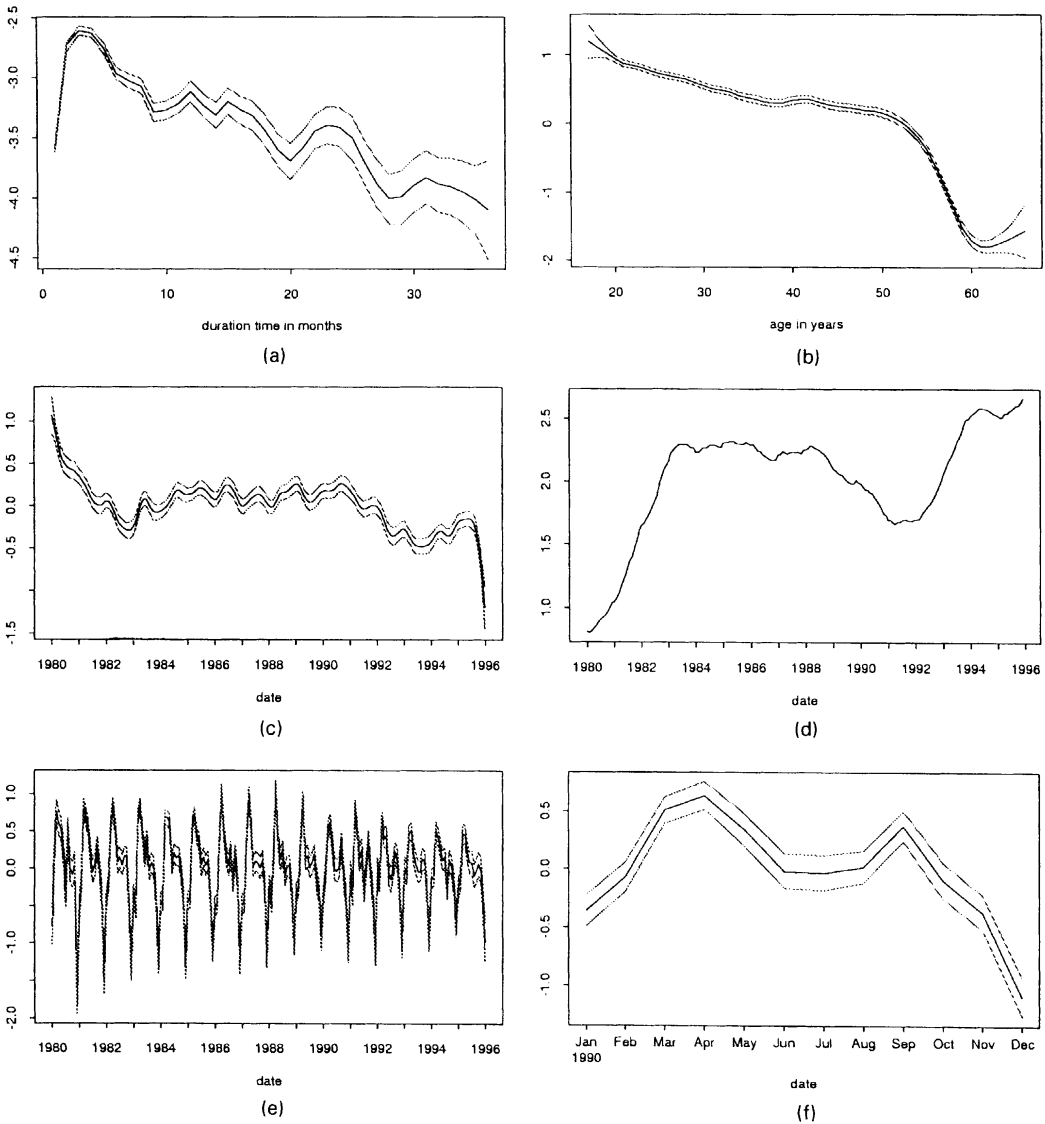 -2.5
-3.0
-3.5
-4.0
-4.5
0 10 20 30
duration time in months
(a)
1
0
-1
-2
20 30 40 50 60
age in years
(b)
1.0
0.5
0.0
-0.5
-1.5
1980 1982 1984 1986 1988 1990 1992 1994 1996
date
(c)
2.5
2.0
1.5
1.0
1980 1982 1984 1986 1988 1990 1992 1994 1996
date
(d)
1.0
0.5
0.0
-1.0
-2.0
1980 1982 1984 1986 1988 1990 1992 1994 1996
date
(e)
0.5
0.0
-0.5
-1.0
Jan Feb Mar Apr May Jun Jul Aug Sep Oct Nov Dec
1990
date
(f)